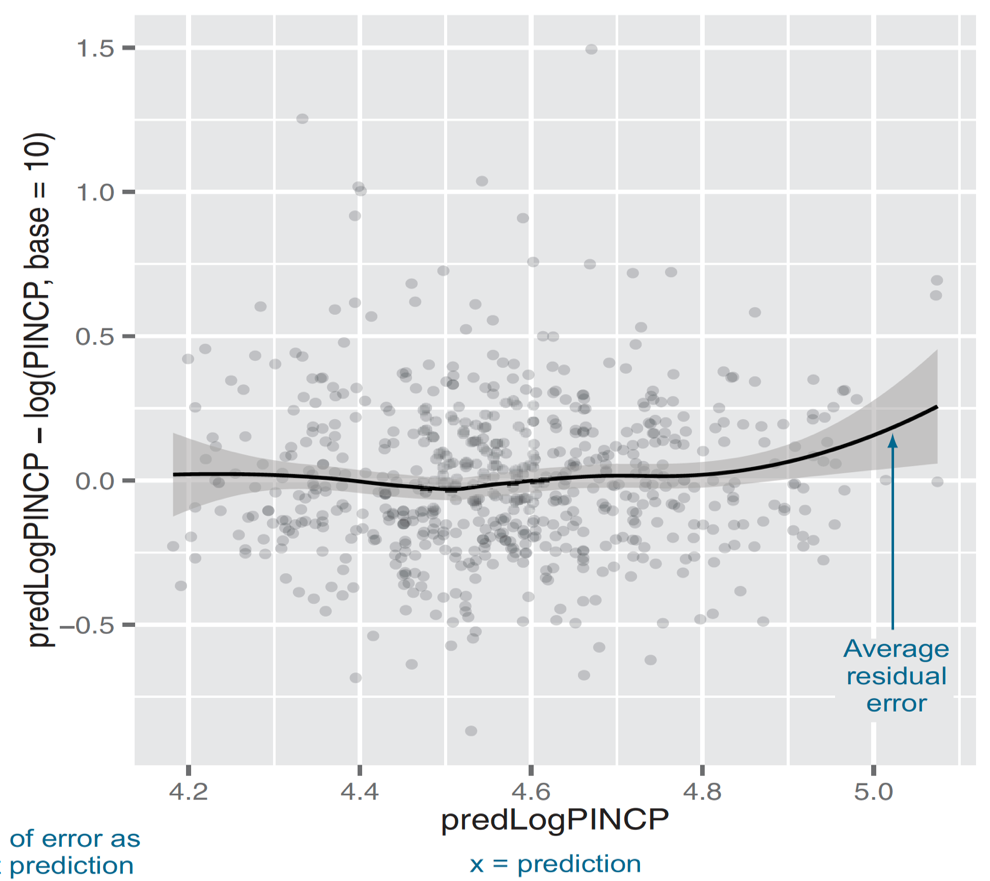 predLogPINCP − log(PINCP, base = 10)
1.5
1.0
0.5
0.0
−0.5
Average
residual
error
4.2 4.4 4.6 4.8 5.0
predLogPINCP
of error as
prediction
x = prediction